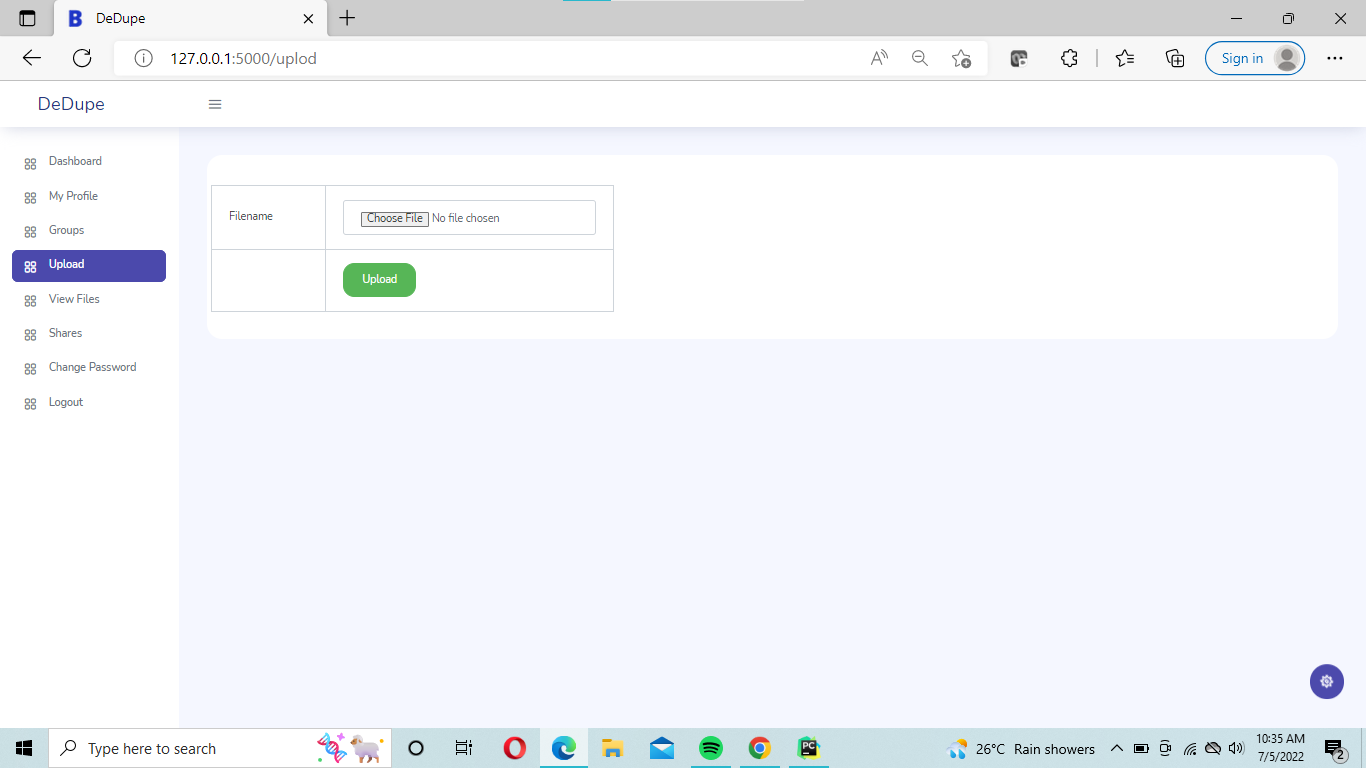 DeDupe
127.0.0.1:5000/uplod
Sign in
DeDupe
Dashboard
My Profile
Groups
Upload
View Files
Shares
Change Password
Logout
Filename
Choose File No file chosen
Upload
Type here to search
26°C Rain showers
10:35 AM
7/5/2022
2